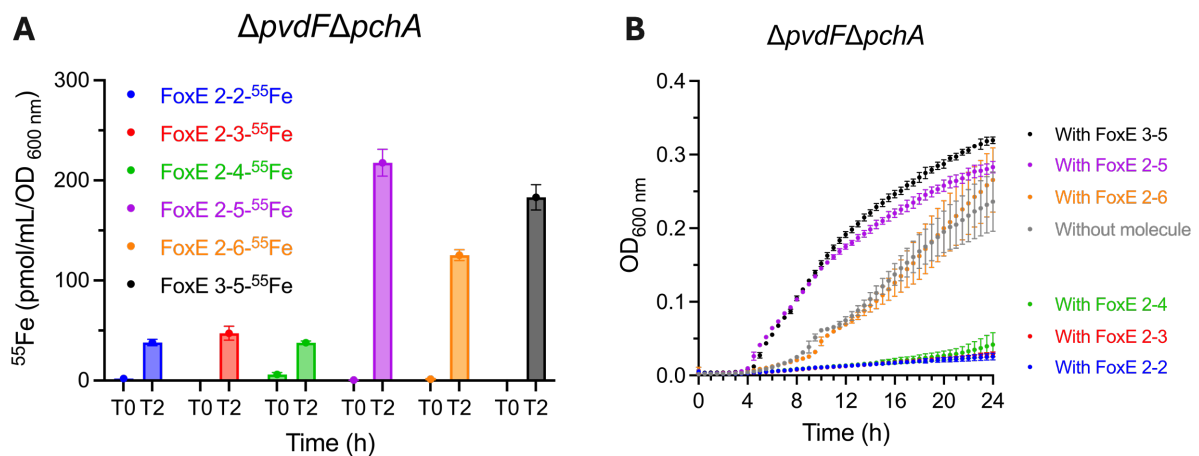 A
ΔpvdFΔpchA
300
200
100
0
55Fe (pmol/mL/OD 600 nm)
FoxE 2-2-55Fe
FoxE 2-3-55Fe
FoxE 2-4-55Fe
FoxE 2-5-55Fe
FoxE 2-6-55Fe
FoxE 3-5-55Fe
T0 T2 T0 T2 T0 T2 T0 T2 T0 T2 T0 T2
Time (h)
B
ΔpvdFΔpchA
0.4
0.3
0.2
0.1
0.0
OD600 nm
0 4 8 12 16 20 24
Time (h)
With FoxE 3-5
With FoxE 2-5
With FoxE 2-6
Without molecule
With FoxE 2-4
With FoxE 2-3
With FoxE 2-2